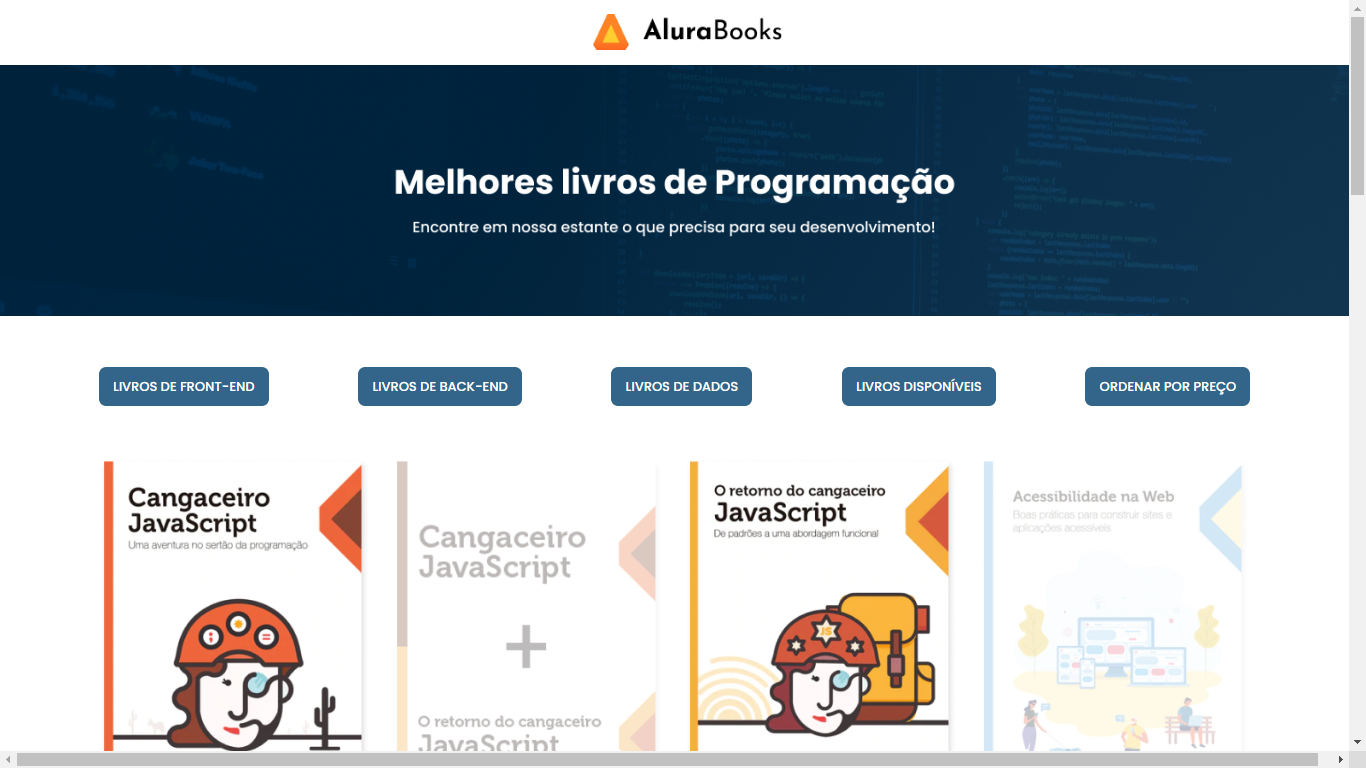 AluraBooks
Melhores livros de Programação
Encontre em nossa estante o que precisa para seu desenvolvimento!
LIVROS DE FRONT-END
LIVROS DE BACK-END
LIVROS DE DADOS
LIVROS DISPONÍVEIS
ORDENAR POR PREÇO
Cangaceiro
JavaScript
Uma aventura no sertão da programação
Cangaceiro
JavaScript
+
O retorno do cangaceiro
JavaScript
O retorno do cangaceiro
JavaScript
De padrões a uma abordagem funcional
JS
Acessibilidade na Web
Boas práticas para construir sites e
aplicações acessíveis